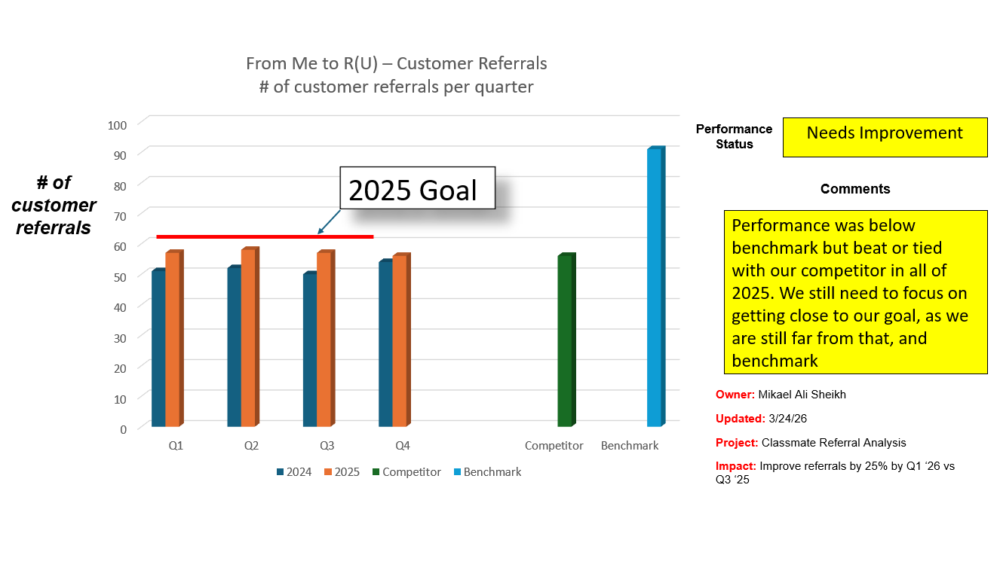 From Me to R(U) – Customer Referrals
# of customer referrals per quarter
# of
customer
referrals
100
90
80
70
60
50
40
30
20
10
0
2025 Goal
Q1
Q2
Q3
Q4
Competitor
Benchmark
2024
2025
Competitor
Benchmark
Performance
Status
Needs Improvement
Comments
Performance was below
benchmark but beat or tied
with our competitor in all of
2025. We still need to focus on
getting close to our goal, as we
are still far from that, and
benchmark
Owner: Mikael Ali Sheikh
Updated: 3/24/26
Project: Classmate Referral Analysis
Impact: Improve referrals by 25% by Q1 ‘26 vs
Q3 ‘25